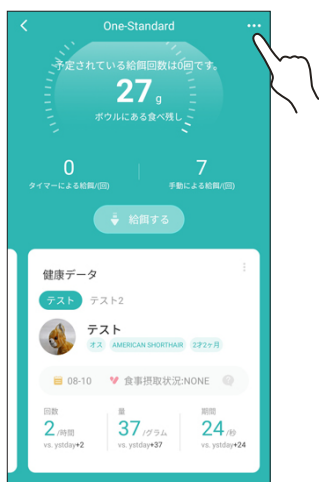 One-Standard
予定されている給餌回数は0回です。
27 g
ボウルにある食べ残し
0
7
タイマーによる給餌/(回)
手動による給餌/(回)
給餌する
健康データ
テスト
テスト2
テスト
オス
AMERICAN SHORTHAIR
2才2ヶ月
08-10
食事摂取状況:NONE
回数
量
期間
2 /時間
37 /グラム
24 /秒
vs. ystday+2
vs. ystday+37
vs. ystday+24